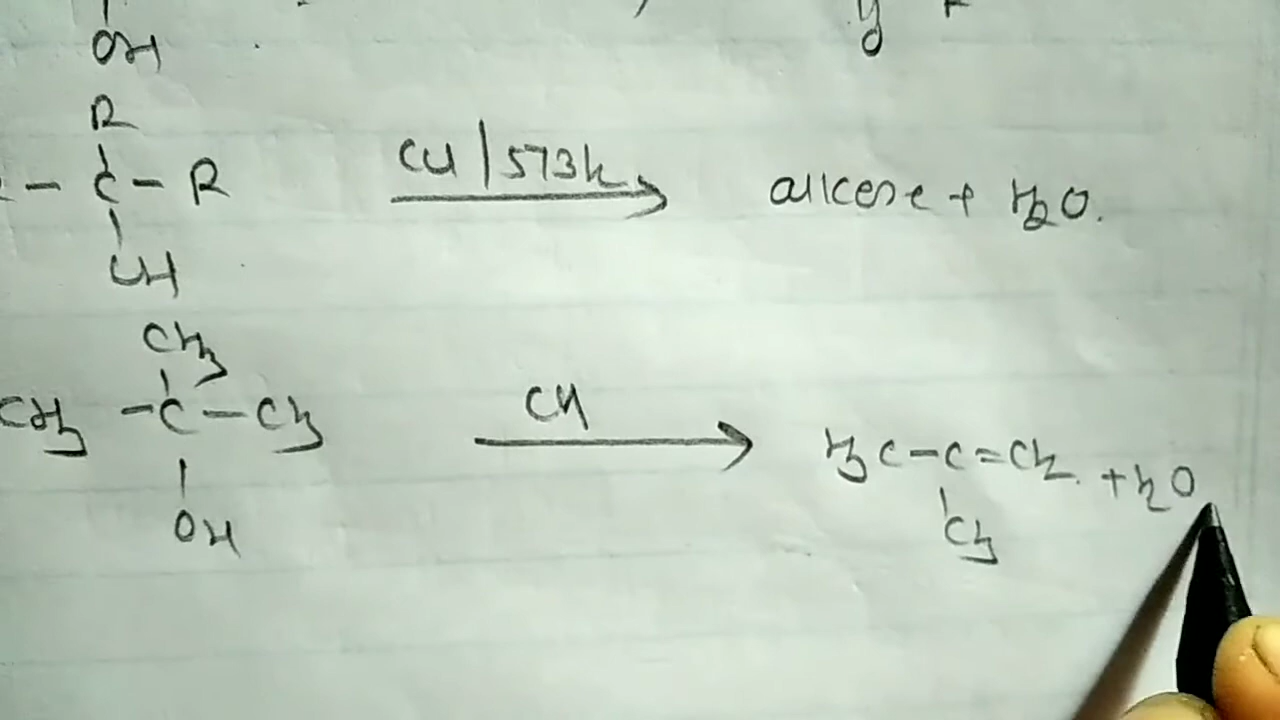 OH
R
- C - R
Cu | 573k
alkene + H2O.
OH
CH3
CH3 - C - CH3
Cu
H3C - C = CH2 + H2O
OH
CH3